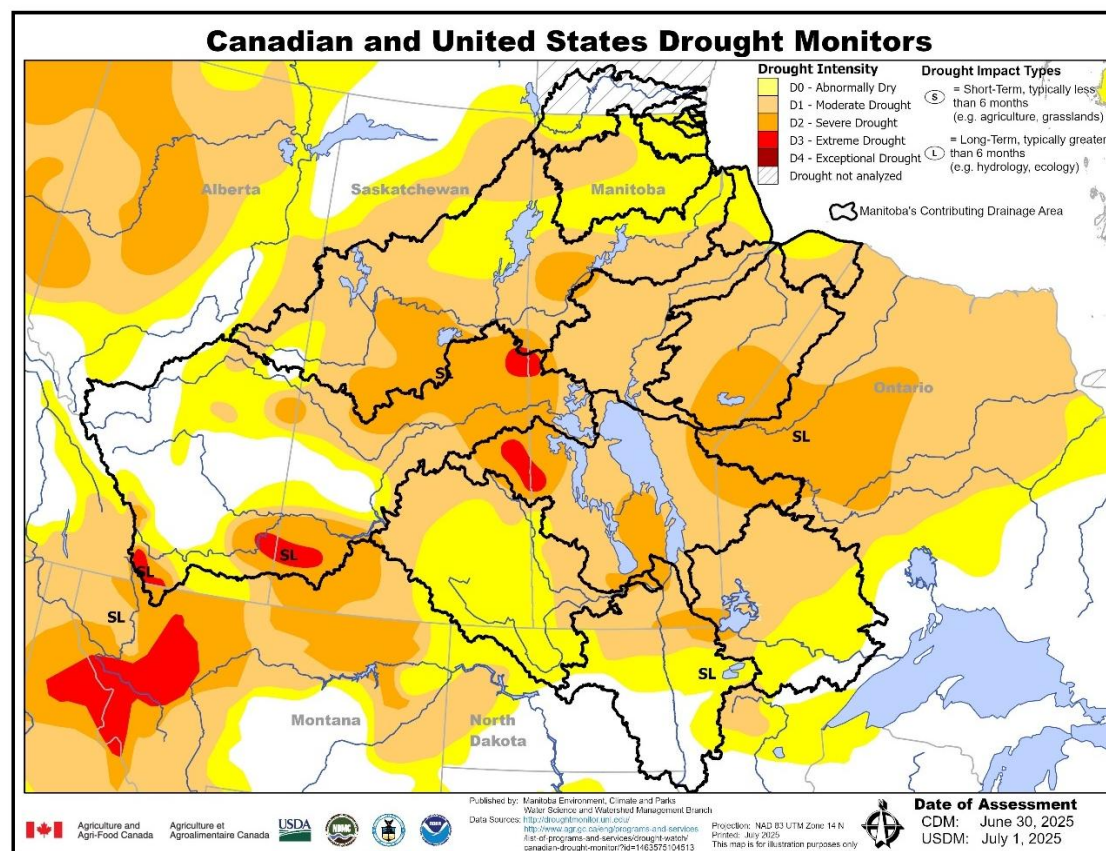 Canadian and United States Drought Monitors
Drought Intensity
D0 - Abnormally Dry
D1 - Moderate Drought
D2 - Severe Drought
D3 - Extreme Drought
D4 - Exceptional Drought
Drought not analyzed
Drought Impact Types
S
= Short-Term, typically less
than 6 months
(e.g. agriculture, grasslands)
L
= Long-Term, typically greater
than 6 months
(e.g. hydrology, ecology)
Manitoba's Contributing Drainage Area
Alberta
Saskatchewan
Manitoba
Ontario
SL
SL
SL
SL
SL
SL
Montana
North
Dakota
Agriculture and
Agri-Food Canada
Agriculture et
Agroalimentaire Canada
USDA
NDMC
NOAA
Published by: Manitoba Environment, Climate and Parks
Water Science and Watershed Management Branch
Data Sources: http://droughtmonitor.unl.edu/
http://www.agr.gc.ca/eng/programs-and-services
/list-of-programs-and-services/drought-watch/
canadian-drought-monitor/?id=1463575104513
Projection: NAD 83 UTM Zone 14 N
Printed: July 2025
This map is for illustration purposes only
Date of Assessment
CDM: June 30, 2025
USDM: July 1, 2025